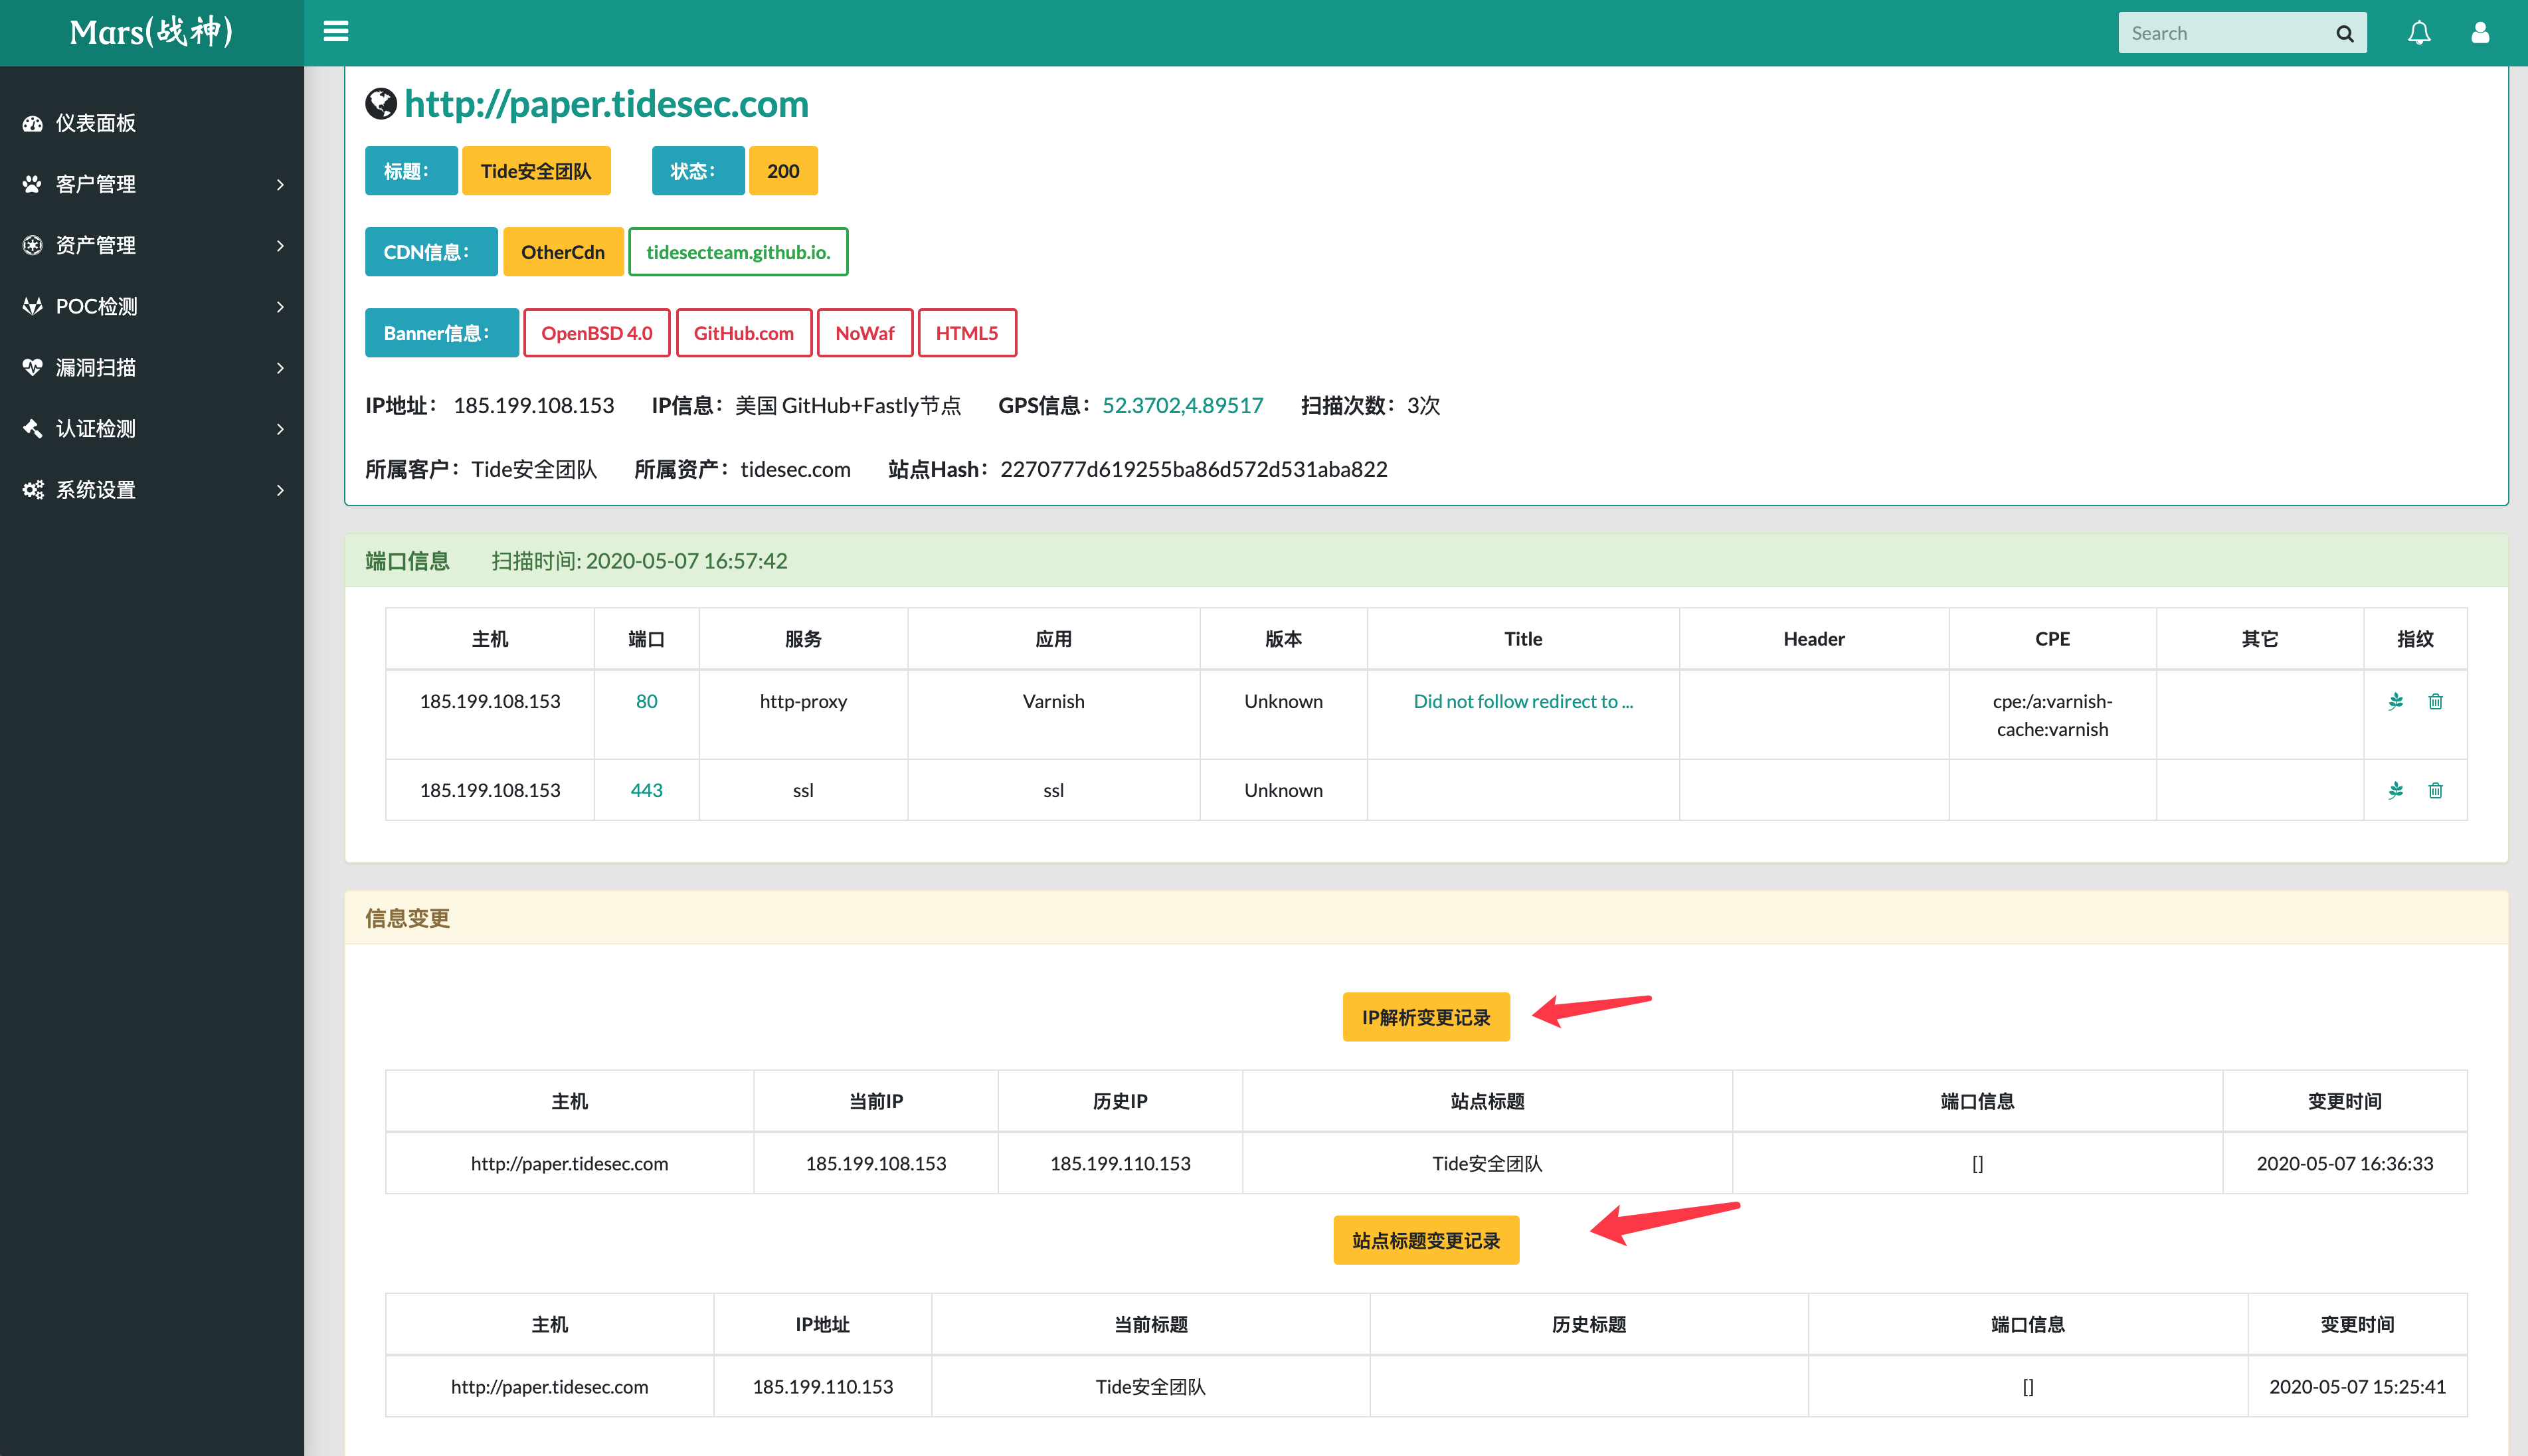 Mars(战神)
Search
仪表面板
客户管理
资产管理
POC检测
漏洞扫描
认证检测
系统设置
http://paper.tidesec.com
标题： Tide安全团队 状态： 200
CDN信息： OtherCdn tidesecteam.github.io.
Banner信息： OpenBSD 4.0 GitHub.com NoWaf HTML5
IP地址： 185.199.108.153 IP信息：美国 GitHub+Fastly节点 GPS信息：52.3702,4.89517 扫描次数：3次
所属客户：Tide安全团队 所属资产：tidesec.com 站点Hash：2270777d619255ba86d572d531aba822
端口信息 扫描时间: 2020-05-07 16:57:42
主机 端口 服务 应用 版本 Title Header CPE 其它 指纹
185.199.108.153 80 http-proxy Varnish Unknown Did not follow redirect to ... cpe:/a:varnish-
cache:varnish
185.199.108.153 443 ssl ssl Unknown
信息变更
IP解析变更记录
主机 当前IP 历史IP 站点标题 端口信息 变更时间
http://paper.tidesec.com 185.199.108.153 185.199.110.153 Tide安全团队 [] 2020-05-07 16:36:33
站点标题变更记录
主机 IP地址 当前标题 历史标题 端口信息 变更时间
http://paper.tidesec.com 185.199.110.153 Tide安全团队 [] 2020-05-07 15:25:41